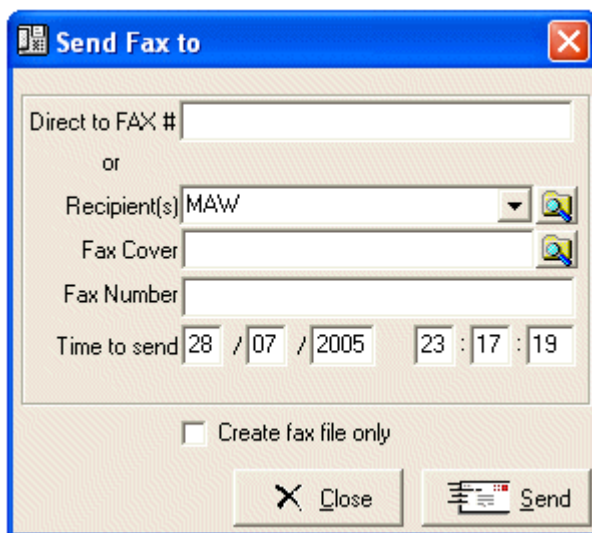 Send Fax to
Direct to FAX #
or
Recipient(s) MAW
Fax Cover
Fax Number
Time to send 28 / 07 / 2005 23 : 17 : 19
Create fax file only
Close Send